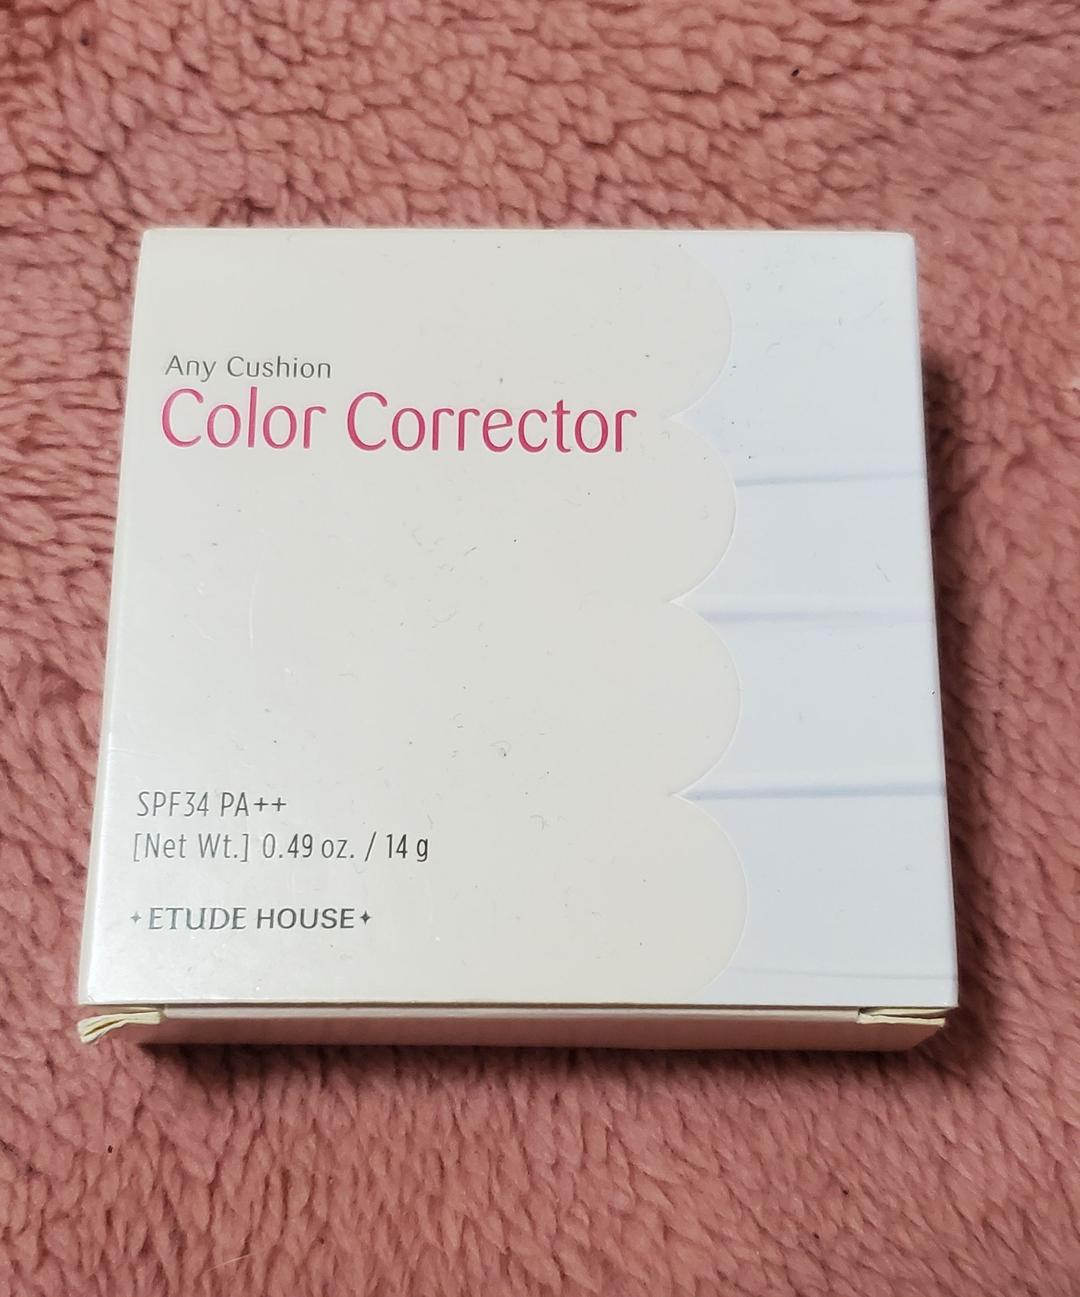 Any Cushion
Color Corrector
SPF34 PA++
[Net Wt.] 0.49 oz. / 14 g
ETUDE HOUSE